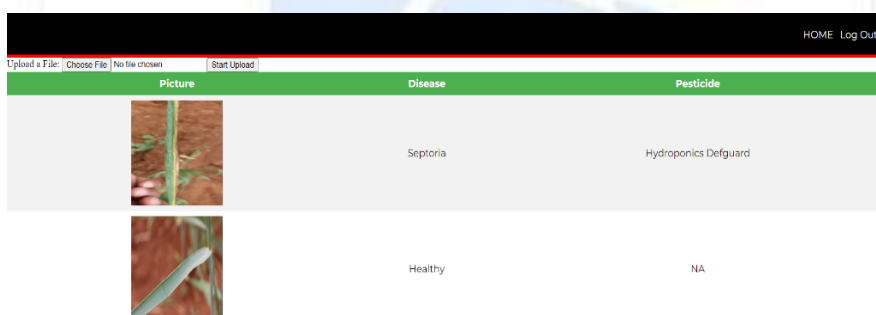 HOME Log Out
Upload a File: Choose File No file chosen Start Upload
Picture Disease Pesticide
Septoria Hydroponics Defguard
Healthy NA